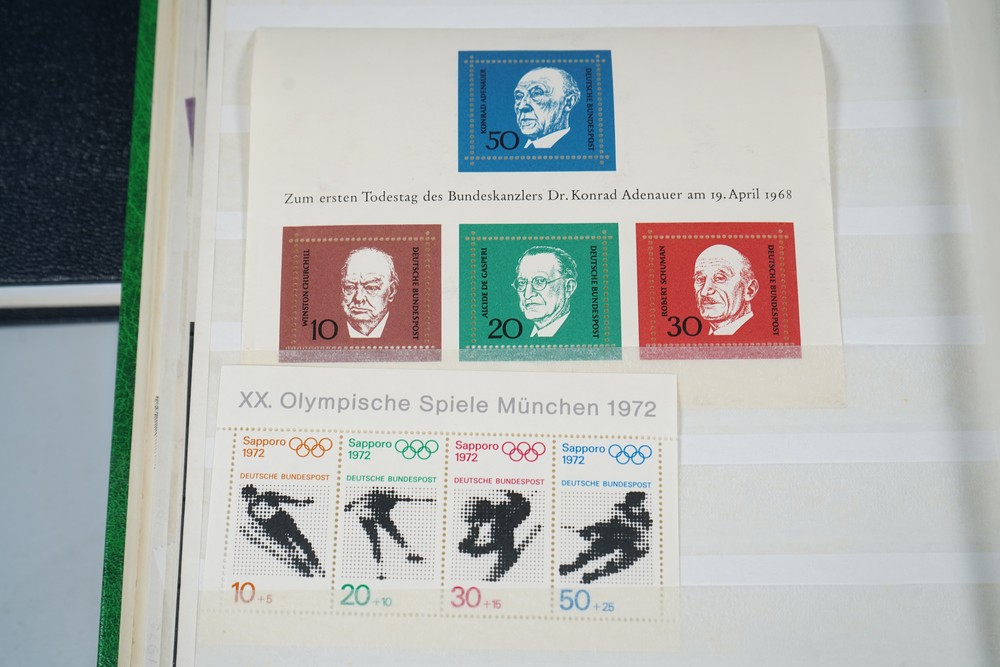 KONRAD ADENAUER
50
DEUTSCHE BUNDESPOST
Zum ersten Todestag des Bundeskanzlers Dr. Konrad Adenauer am 19. April 1968
WINSTON CHURCHILL
10
DEUTSCHE BUNDESPOST
ALCIDE DE GASPERI
20
DEUTSCHE BUNDESPOST
ROBERT SCHUMAN
30
DEUTSCHE BUNDESPOST
XX. Olympische Spiele München 1972
Sapporo
1972
DEUTSCHE BUNDESPOST
10+5
Sapporo
1972
DEUTSCHE BUNDESPOST
20+10
Sapporo
1972
DEUTSCHE BUNDESPOST
30+15
Sapporo
1972
DEUTSCHE BUNDESPOST
50+25